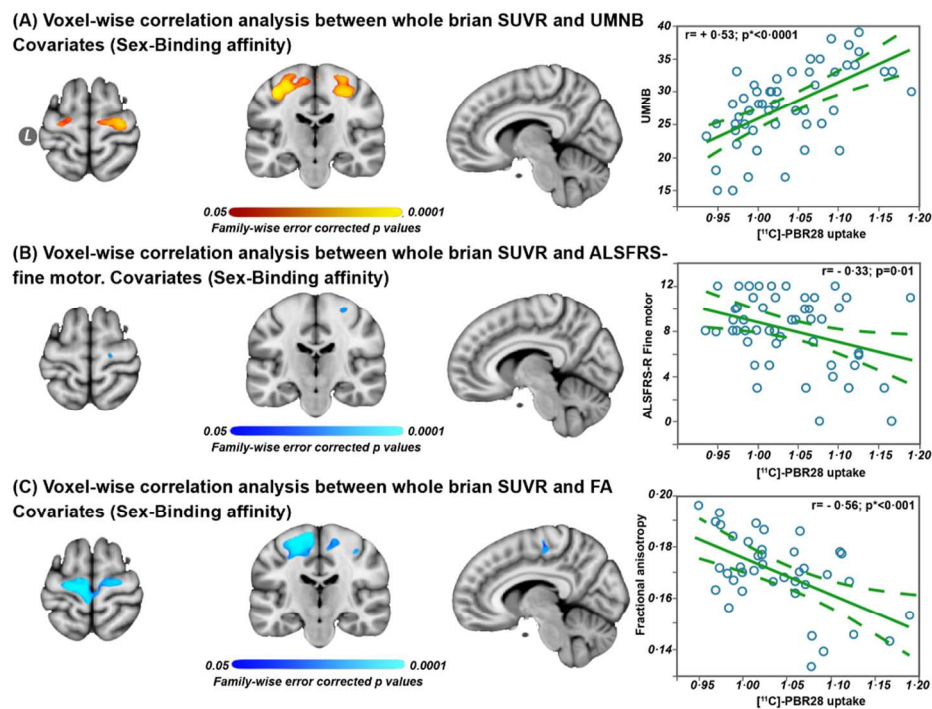 (A) Voxel-wise correlation analysis between whole brian SUVR and UMNB
Covariates (Sex-Binding affinity)
L
0.05
0.0001
Family-wise error corrected p values
r= + 0·53; p*<0·0001
UMNB
40
35
30
25
20
15
0·95 1·00 1·05 1·10 1·15 1·20
[¹¹C]-PBR28 uptake
(B) Voxel-wise correlation analysis between whole brian SUVR and ALSFRS-
fine motor. Covariates (Sex-Binding affinity)
0.05
0.0001
Family-wise error corrected p values
r= - 0·33; p=0·01
ALSFRS-R Fine motor
12
8
4
0
0·95 1·00 1·05 1·10 1·15 1·20
[¹¹C]-PBR28 uptake
(C) Voxel-wise correlation analysis between whole brian SUVR and FA
Covariates (Sex-Binding affinity)
0.05
0.0001
Family-wise error corrected p values
r= - 0·56; p*<0·001
Fractional anisotropy
0·20
0·18
0·16
0·14
0·95 1·00 1·05 1·10 1·15 1·20
[¹¹C]-PBR28 uptake